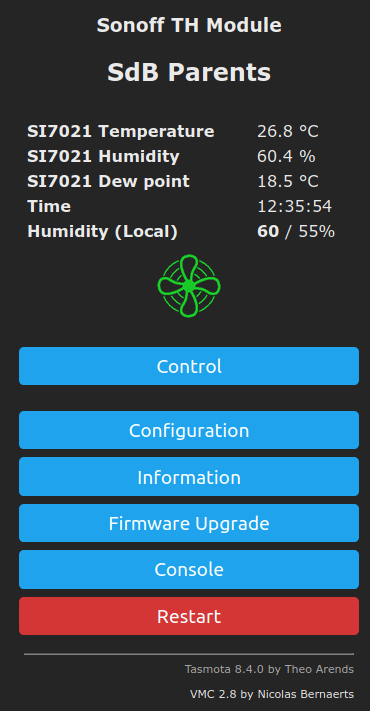 Sonoff TH Module
SdB Parents
SI7021 Temperature 26.8 °C
SI7021 Humidity 60.4 %
SI7021 Dew point 18.5 °C
Time 12:35:54
Humidity (Local) 60 / 55%
Control
Configuration
Information
Firmware Upgrade
Console
Restart
Tasmota 8.4.0 by Theo Arends
VMC 2.8 by Nicolas Bernaerts